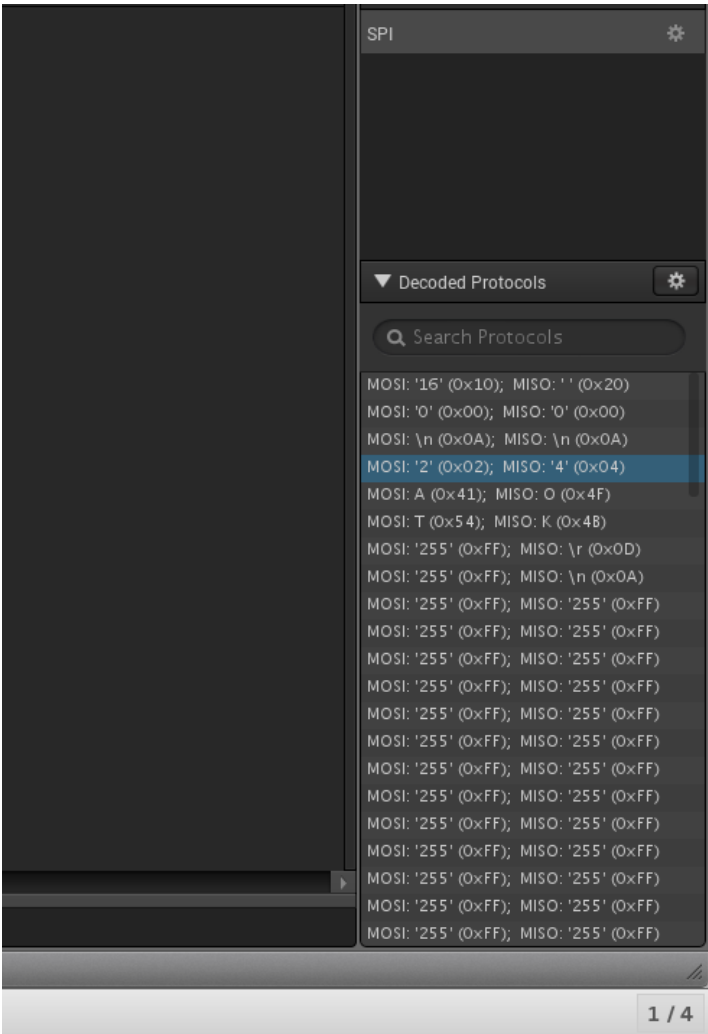 SPI
Decoded Protocols
Search Protocols
MOSI: '16' (0x10);  MISO: ' ' (0x20)
MOSI: '0' (0x00);  MISO: '0' (0x00)
MOSI: \n (0x0A);  MISO: \n (0x0A)
MOSI: '2' (0x02);  MISO: '4' (0x04)
MOSI: A (0x41);  MISO: O (0x4F)
MOSI: T (0x54);  MISO: K (0x4B)
MOSI: '255' (0xFF);  MISO: \r (0x0D)
MOSI: '255' (0xFF);  MISO: \n (0x0A)
MOSI: '255' (0xFF);  MISO: '255' (0xFF)
MOSI: '255' (0xFF);  MISO: '255' (0xFF)
MOSI: '255' (0xFF);  MISO: '255' (0xFF)
MOSI: '255' (0xFF);  MISO: '255' (0xFF)
MOSI: '255' (0xFF);  MISO: '255' (0xFF)
MOSI: '255' (0xFF);  MISO: '255' (0xFF)
MOSI: '255' (0xFF);  MISO: '255' (0xFF)
MOSI: '255' (0xFF);  MISO: '255' (0xFF)
MOSI: '255' (0xFF);  MISO: '255' (0xFF)
MOSI: '255' (0xFF);  MISO: '255' (0xFF)
MOSI: '255' (0xFF);  MISO: '255' (0xFF)
MOSI: '255' (0xFF);  MISO: '255' (0xFF)
MOSI: '255' (0xFF);  MISO: '255' (0xFF)
1 / 4